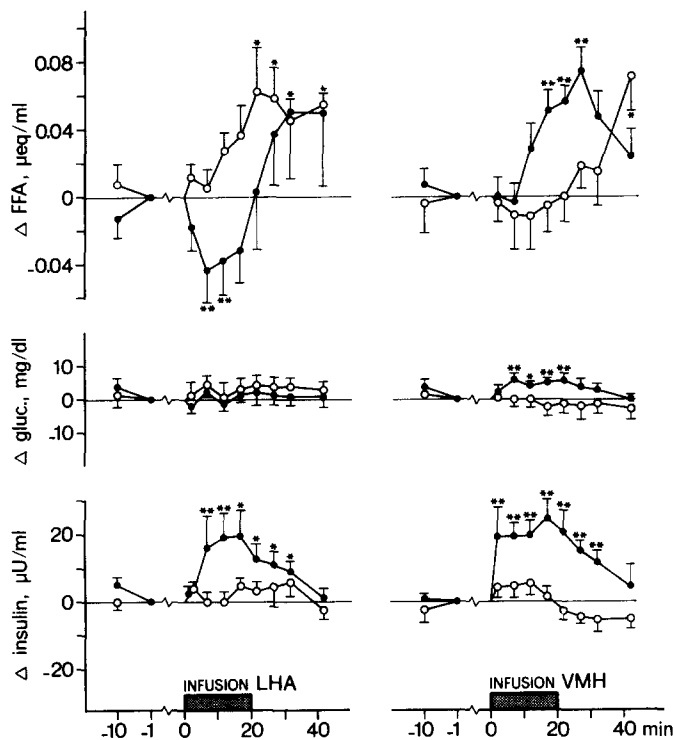 Δ FFA, µeq/ml
0.08
0.04
0
-0.04
* * * *
** **
** ** **
*
Δ gluc., mg/dl
10
0
-10
** * ** **
Δ insulin, µU/ml
20
0
-20
** ** * * * *
** ** ** ** ** ** **
INFUSION LHA
INFUSION VMH
-10 -1 0 20 40
-10 -1 0 20 40 min